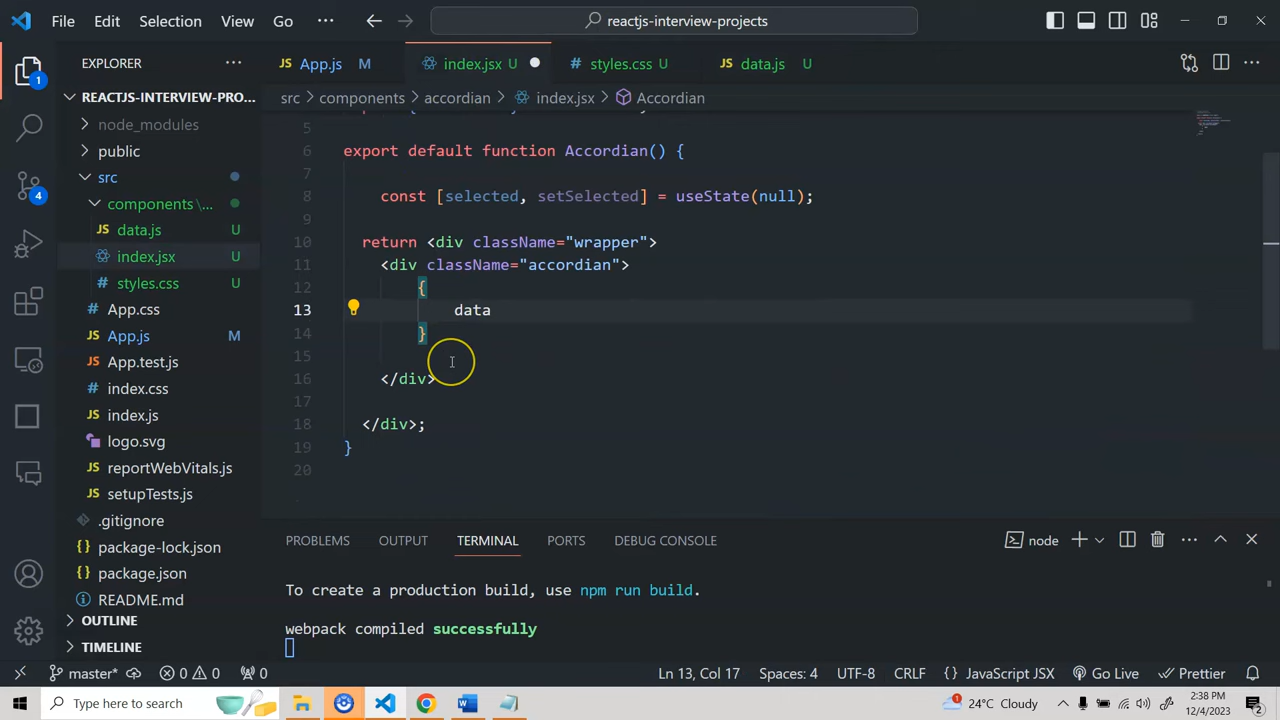 File Edit Selection View Go ··· reactjs-interview-projects
EXPLORER ···
REACTJS-INTERVIEW-PRO...
node_modules
public
src
components \...
data.js U
index.jsx U
styles.css U
App.css
App.js M
App.test.js
index.css
index.js
logo.svg
reportWebVitals.js
setupTests.js
.gitignore
package-lock.json
package.json
README.md
OUTLINE
TIMELINE
1
4
JS App.js M index.jsx U # styles.css U JS data.js U
src > components > accordian > index.jsx > Accordian
5
6 export default function Accordian() {
7
8 const [selected, setSelected] = useState(null);
9
10 return <div className="wrapper">
11 <div className="accordian">
12 {
13 data
14 }
15
16 </div>
17
18 </div>;
19 }
20
PROBLEMS OUTPUT TERMINAL PORTS DEBUG CONSOLE node
To create a production build, use npm run build.
webpack compiled successfully
master* 0 0 0 Ln 13, Col 17 Spaces: 4 UTF-8 CRLF {} JavaScript JSX Go Live Prettier
Type here to search 24°C Cloudy 2:38 PM
12/4/2023 2